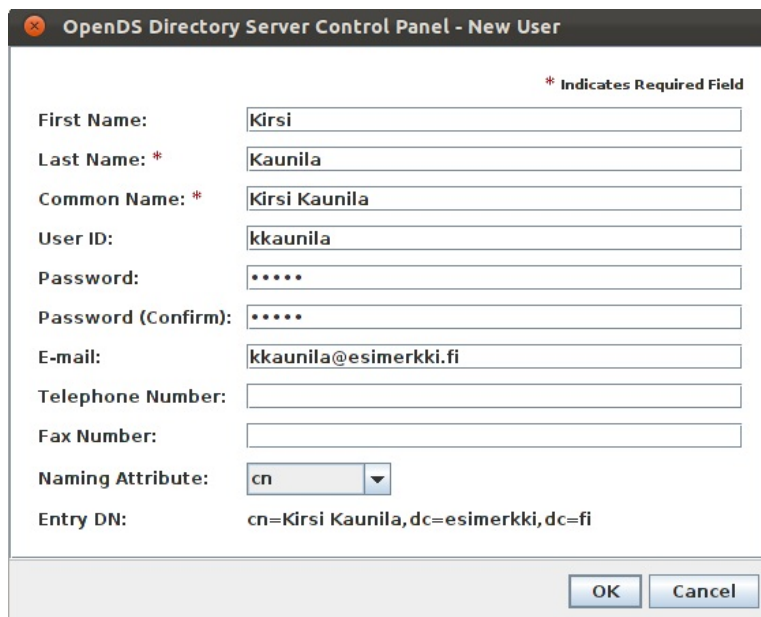 OpenDS Directory Server Control Panel - New User
* Indicates Required Field
First Name: Kirsi
Last Name: * Kaunila
Common Name: * Kirsi Kaunila
User ID: kkaunila
Password: •••••
Password (Confirm): •••••
E-mail: kkaunila@esimerkki.fi
Telephone Number:
Fax Number:
Naming Attribute: cn
Entry DN: cn=Kirsi Kaunila,dc=esimerkki,dc=fi
OK Cancel